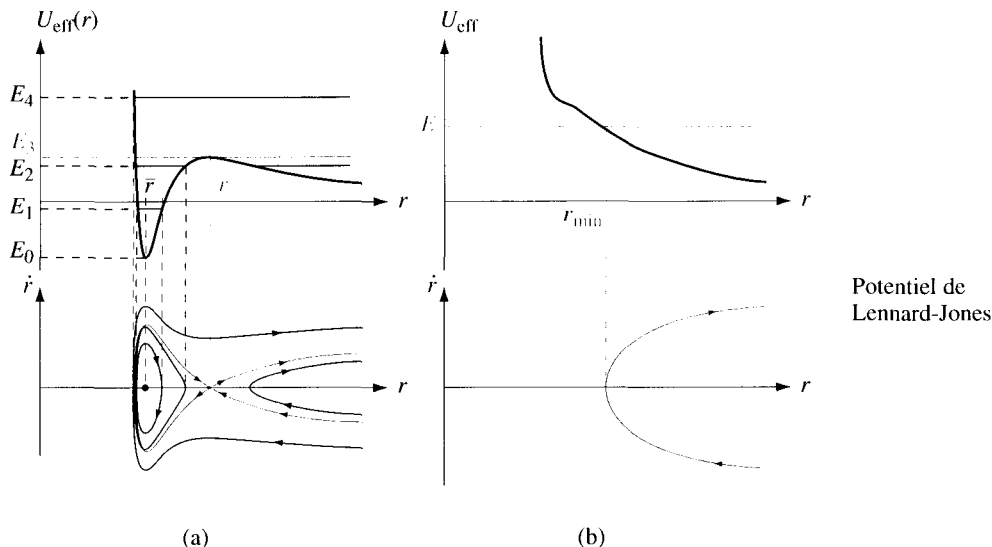 U_eff(r)
E_4
E_3
E_2
r̄
r
E_1
r
E_0
ṙ
r
(a)
U_eff
E
r
r_min
ṙ
r
(b)
Potentiel de
Lennard-Jones